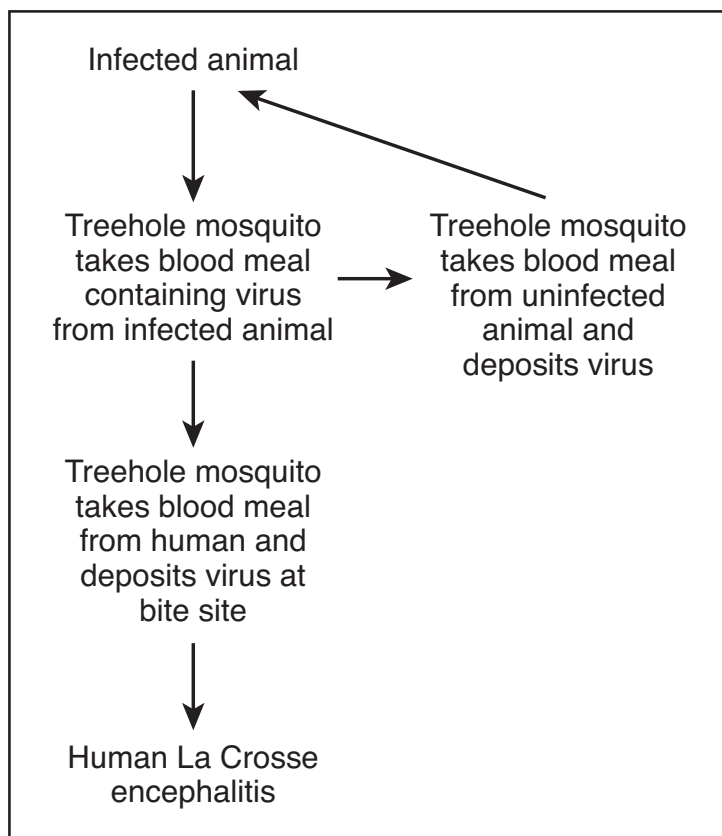 Infected animal
Treehole mosquito
takes blood meal
containing virus
from infected animal
Treehole mosquito
takes blood meal
from uninfected
animal and
deposits virus
Treehole mosquito
takes blood meal
from human and
deposits virus at
bite site
Human La Crosse
encephalitis